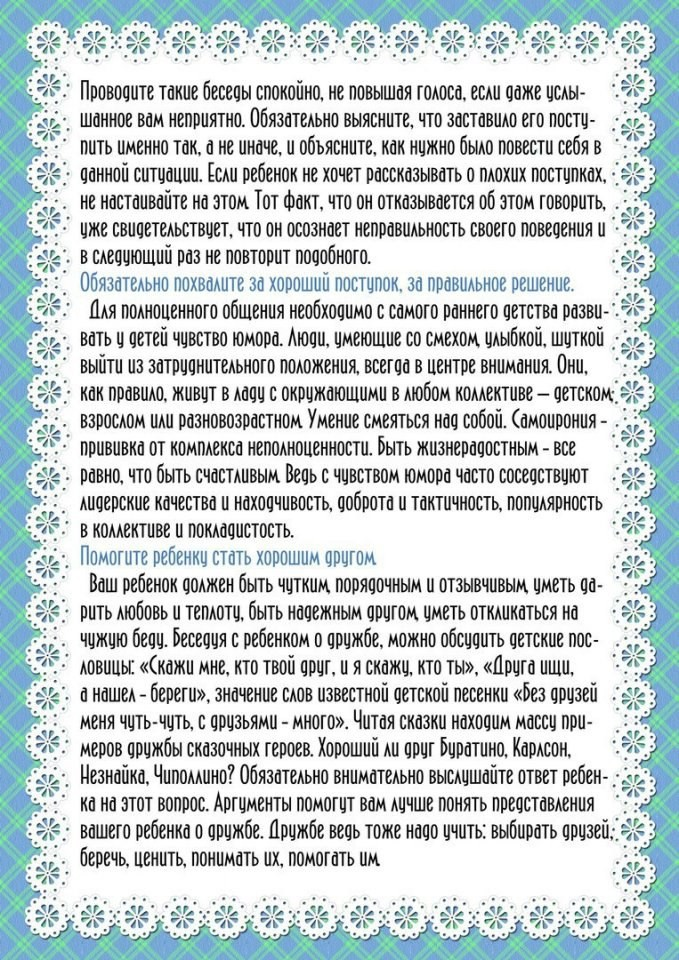 Проводите такие беседы спокойно, не повышая голоса, если даже услы-
шанное вам неприятно. Обязательно выясните, что заставило его посту-
пить именно так, а не иначе, и объясните, как нужно было повести себя в
данной ситуации. Если ребенок не хочет рассказывать о плохих поступках,
не настаивайте на этом. Тот факт, что он отказывается об этом говорить,
уже свидетельствует, что он осознает неправильность своего поведения и
в следующий раз не повторит подобного.
Обязательно похвалите за хороший поступок, за правильное решение.
Для полноценного общения необходимо с самого раннего детства разви-
вать у детей чувство юмора. Люди, умеющие со смехом, улыбкой, шуткой
выйти из затруднительного положения, всегда в центре внимания. Они,
как правило, живут в ладу с окружающими в любом коллективе – детском,
взрослом или разновозрастном. Умение смеяться над собой. Самоирония -
прививка от комплекса неполноценности. Быть жизнерадостным - все
равно, что быть счастливым. Ведь с чувством юмора часто соседствуют
лидерские качества и находчивость, доброта и тактичность, популярность
в коллективе и покладистость.
Помогите ребенку стать хорошим другом.
Ваш ребенок должен быть чутким, порядочным и отзывчивым, уметь да-
рить любовь и теплоту, быть надежным другом, уметь откликаться на
чужую беду. Беседуя с ребенком о дружбе, можно обсудить детские пос-
ловицы: «Скажи мне, кто твой друг, и я скажу, кто ты», «Друга ищи,
а нашел - береги», значение слов известной детской песенки «Без друзей
меня чуть-чуть, с друзьями - много». Читая сказки находим массу при-
меров дружбы сказочных героев. Хороший ли друг Буратино, Карлсон,
Незнайка, Чиполлино? Обязательно внимательно выслушайте ответ ребен-
ка на этот вопрос. Аргументы помогут вам лучше понять представления
вашего ребенка о дружбе. Дружбе ведь тоже надо учить: выбирать друзей,
беречь, ценить, понимать их, помогать им.